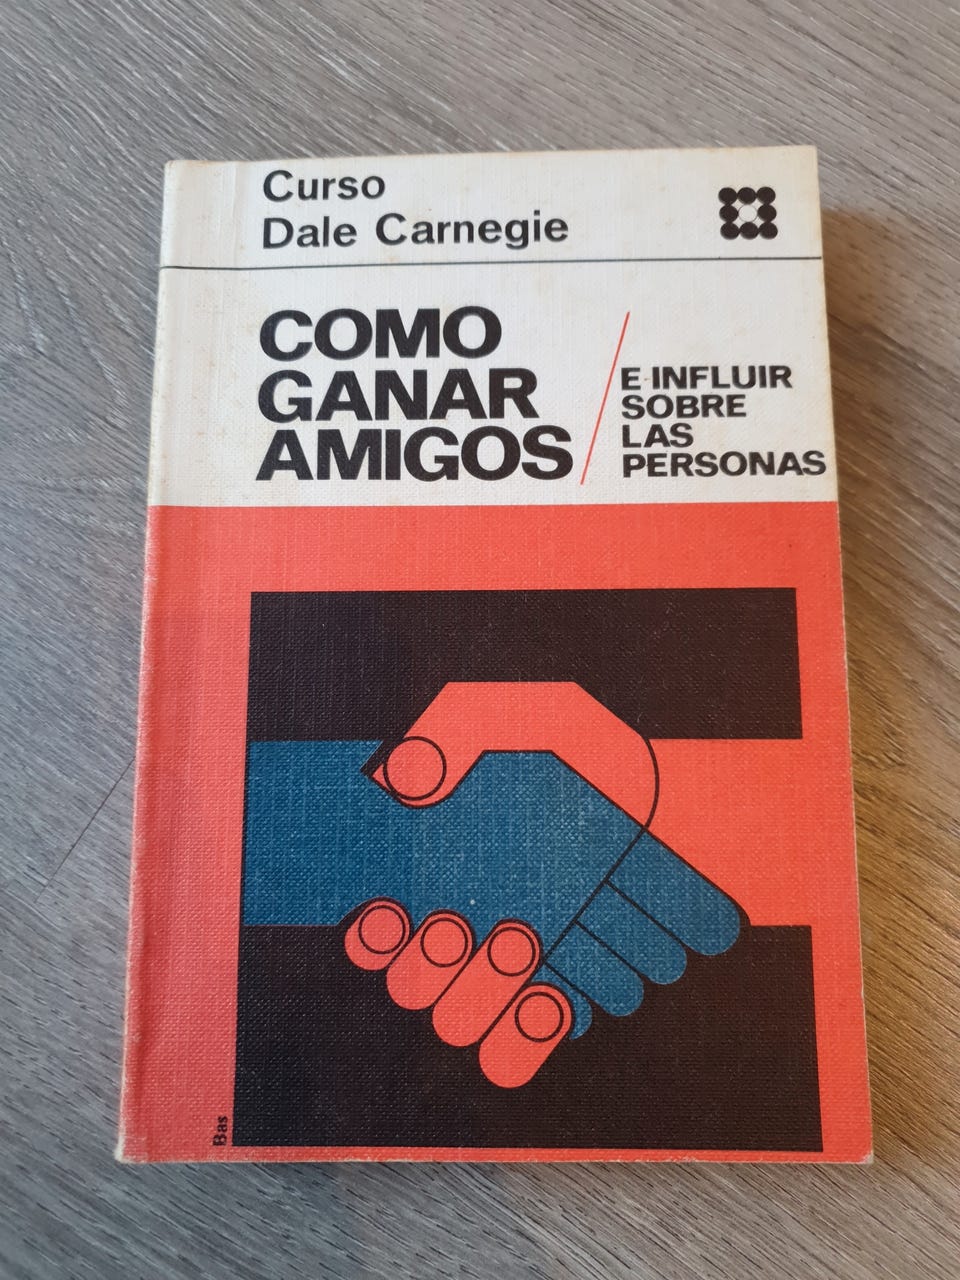 Curso
Dale Carnegie
COMO
GANAR
AMIGOS
E INFLUIR
SOBRE
LAS
PERSONAS
Bas